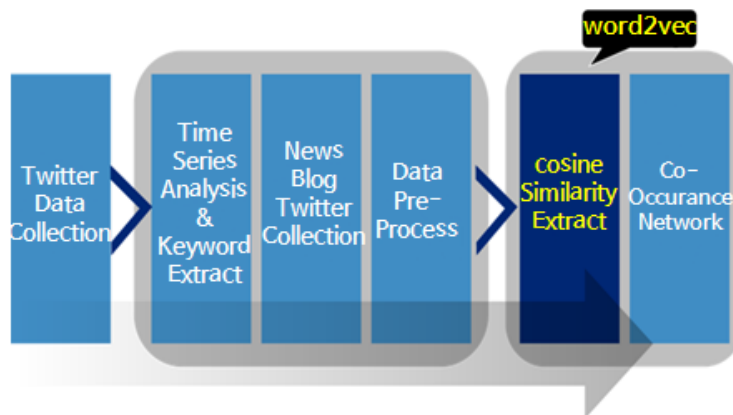 word2vec
Twitter
Data
Collection
Time
Series
Analysis
&
Keyword
Extract
News
Blog
Twitter
Collection
Data
Pre-
Process
cosine
Similarity
Extract
Co-
Occurance
Network